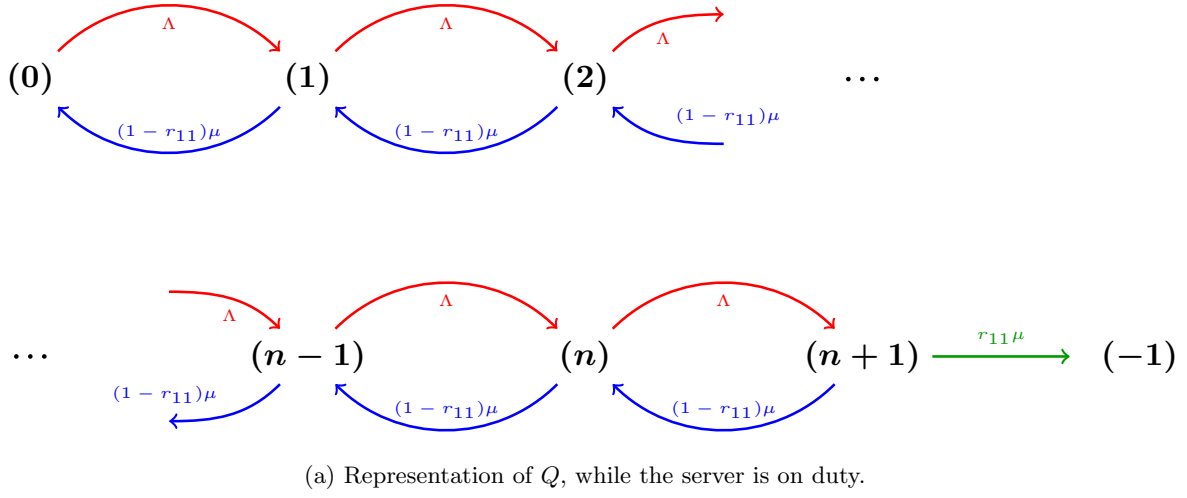 Λ Λ Λ
(0) (1) (2) ⋯
(1 − r₁₁)μ (1 − r₁₁)μ (1 − r₁₁)μ
Λ Λ Λ
⋯ (n − 1) (n) (n + 1) r₁₁μ (−1)
(1 − r₁₁)μ (1 − r₁₁)μ (1 − r₁₁)μ
(a) Representation of Q, while the server is on duty.